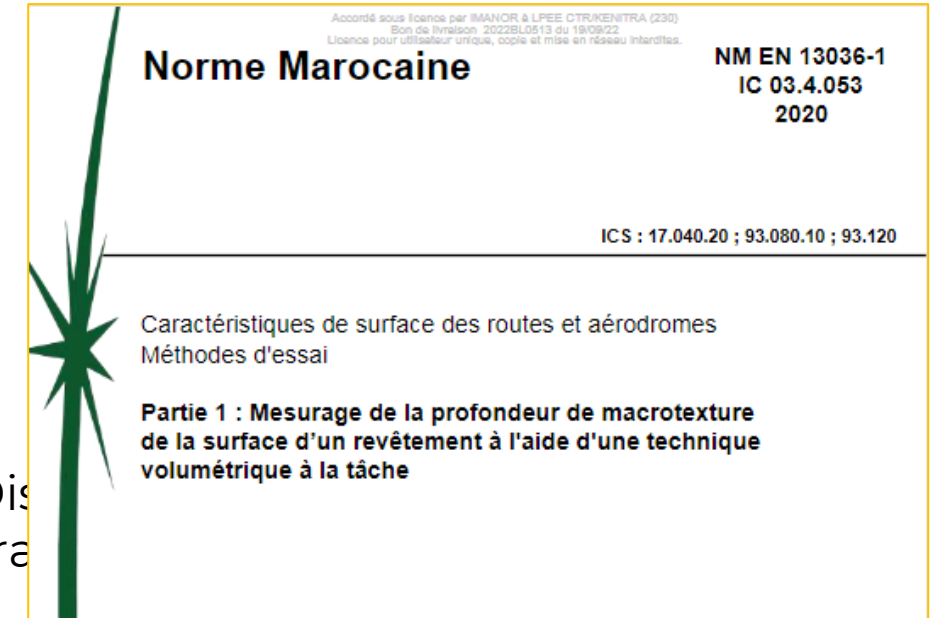 Accordé sous licence par IMANOR à LPEE CTR/KENITRA (230)
Bon de livraison 2022BL0513 du 19/09/22
Licence pour utilisateur unique, copie et mise en réseau interdites.
Norme Marocaine
NM EN 13036-1
IC 03.4.053
2020
ICS : 17.040.20 ; 93.080.10 ; 93.120
Caractéristiques de surface des routes et aérodromes
Méthodes d'essai
Partie 1 : Mesurage de la profondeur de macrotexture
de la surface d’un revêtement à l'aide d'une technique
volumétrique à la tâche